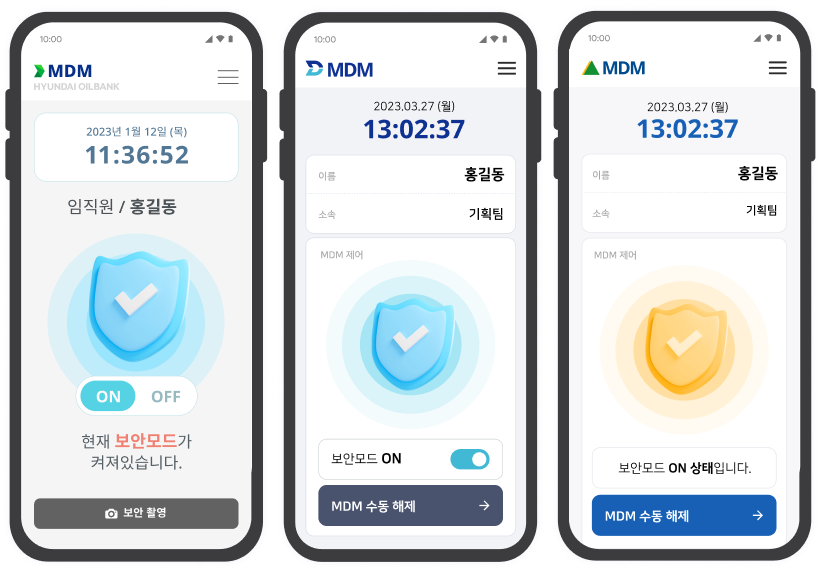 10:00
MDM
HYUNDAI OILBANK
2023년 1월 12일 (목)
11:36:52
임직원 / 홍길동
ON OFF
현재 보안모드가
켜져있습니다.
보안 촬영
10:00
MDM
2023.03.27 (월)
13:02:37
이름 홍길동
소속 기획팀
MDM 제어
보안모드 ON
MDM 수동 해제
10:00
MDM
2023.03.27 (월)
13:02:37
이름 홍길동
소속 기획팀
MDM 제어
보안모드 ON 상태입니다.
MDM 수동 해제